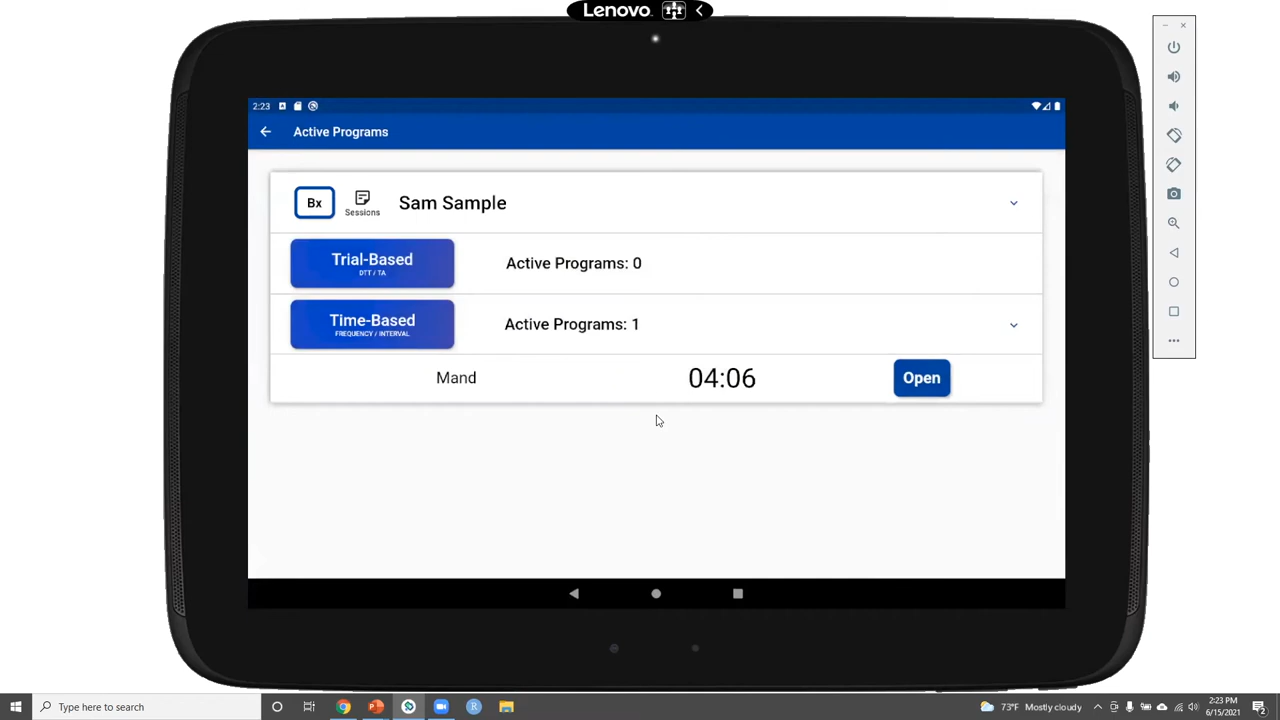 Lenovo
2:23
Active Programs
Bx
Sessions
Sam Sample
Trial-Based
DTT / TA
Active Programs: 0
Time-Based
FREQUENCY / INTERVAL
Active Programs: 1
Mand
04:06
Open
Type here to search
73°F Mostly cloudy
2:23 PM
6/15/2021
2